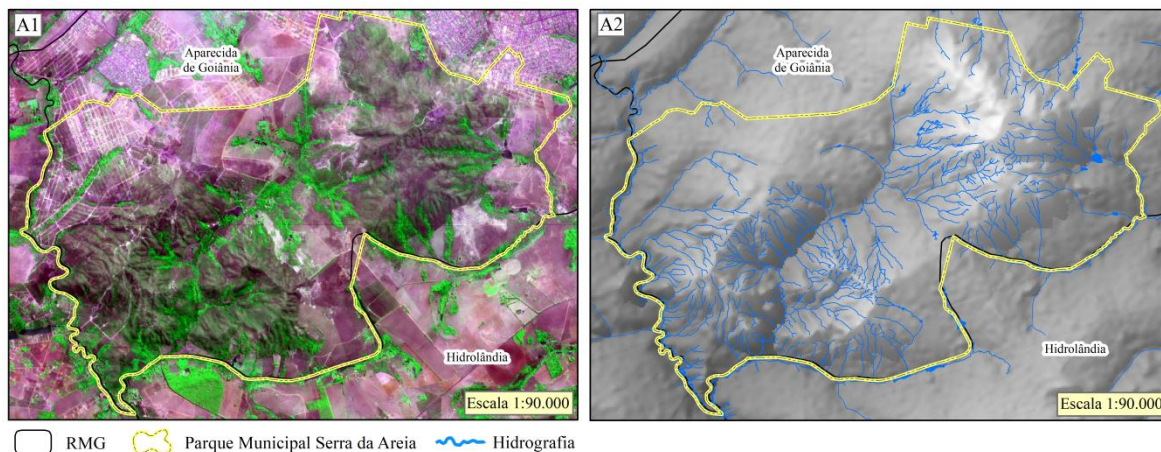 A1
Aparecida
de Goiânia
Hidrolândia
Escala 1:90.000
A2
Aparecida
de Goiânia
Hidrolândia
Escala 1:90.000
RMG
Parque Municipal Serra da Areia
Hidrografia